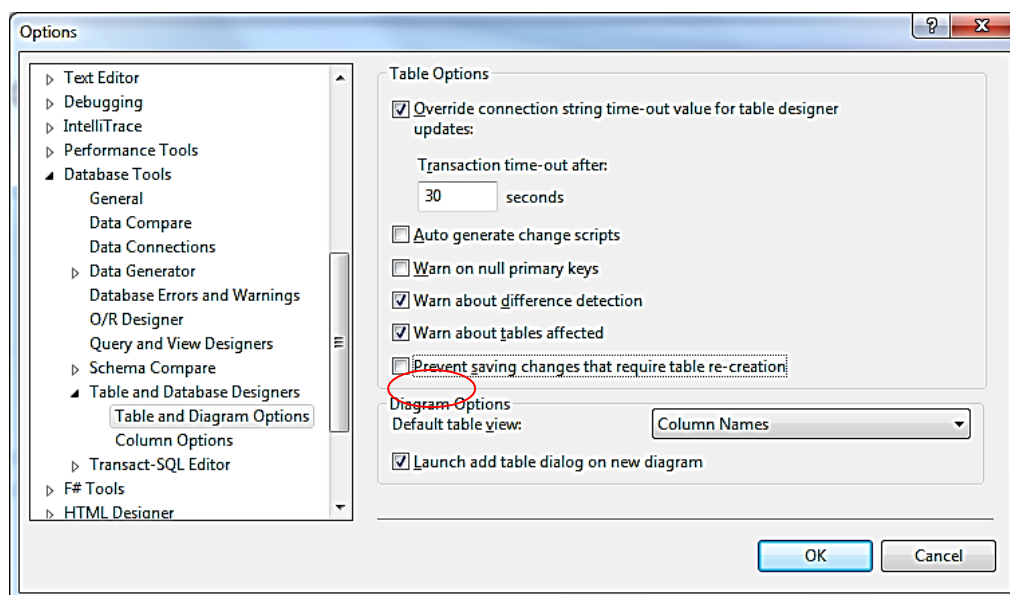 Options
Text Editor
Debugging
IntelliTrace
Performance Tools
Database Tools
General
Data Compare
Data Connections
Data Generator
Database Errors and Warnings
O/R Designer
Query and View Designers
Schema Compare
Table and Database Designers
Table and Diagram Options
Column Options
Transact-SQL Editor
F# Tools
HTML Designer
Table Options
Override connection string time-out value for table designer
updates:
Transaction time-out after:
30 seconds
Auto generate change scripts
Warn on null primary keys
Warn about difference detection
Warn about tables affected
Prevent saving changes that require table re-creation
Diagram Options
Default table view: Column Names
Launch add table dialog on new diagram
OK Cancel